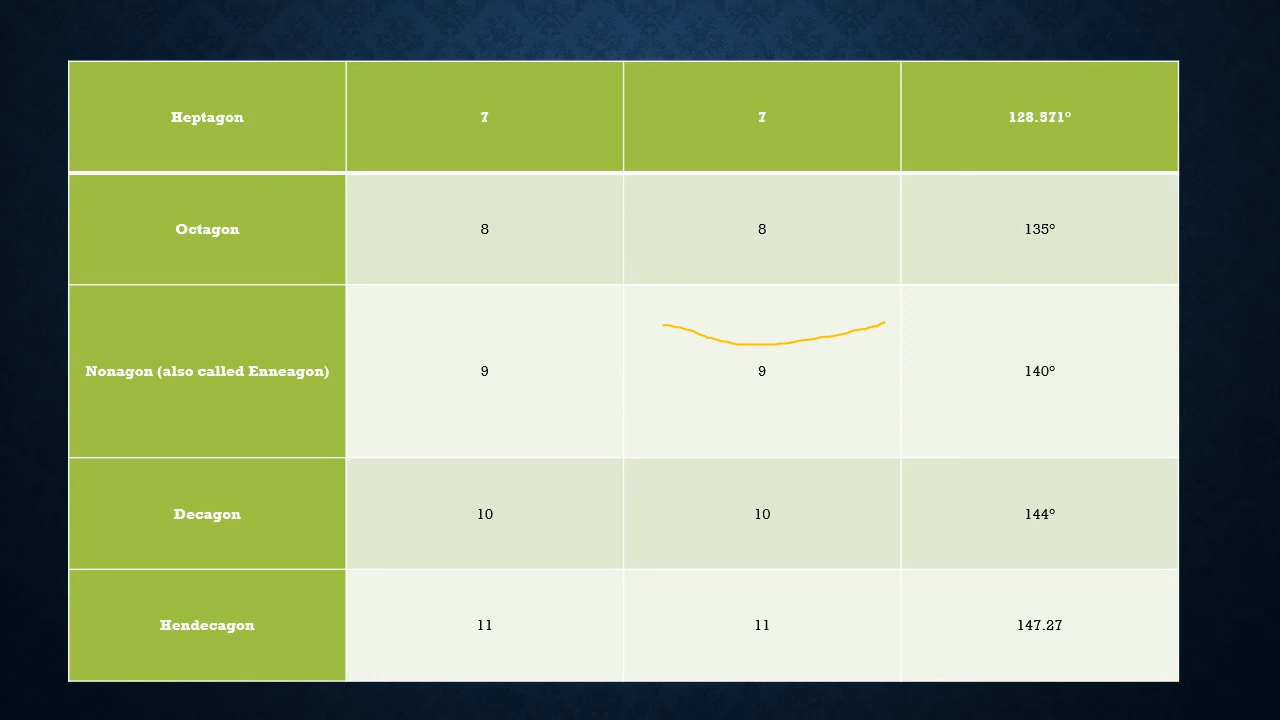 Heptagon 7 7 128.571°
Octagon 8 8 135°
Nonagon (also called Enneagon) 9 9 140°
Decagon 10 10 144°
Hendecagon 11 11 147.27